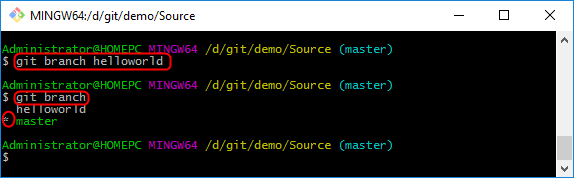 MINGW64:/d/git/demo/Source
Administrator@HOMEPC MINGW64 /d/git/demo/Source (master)
$ git branch helloworld
Administrator@HOMEPC MINGW64 /d/git/demo/Source (master)
$ git branch
helloworld
* master
Administrator@HOMEPC MINGW64 /d/git/demo/Source (master)
$